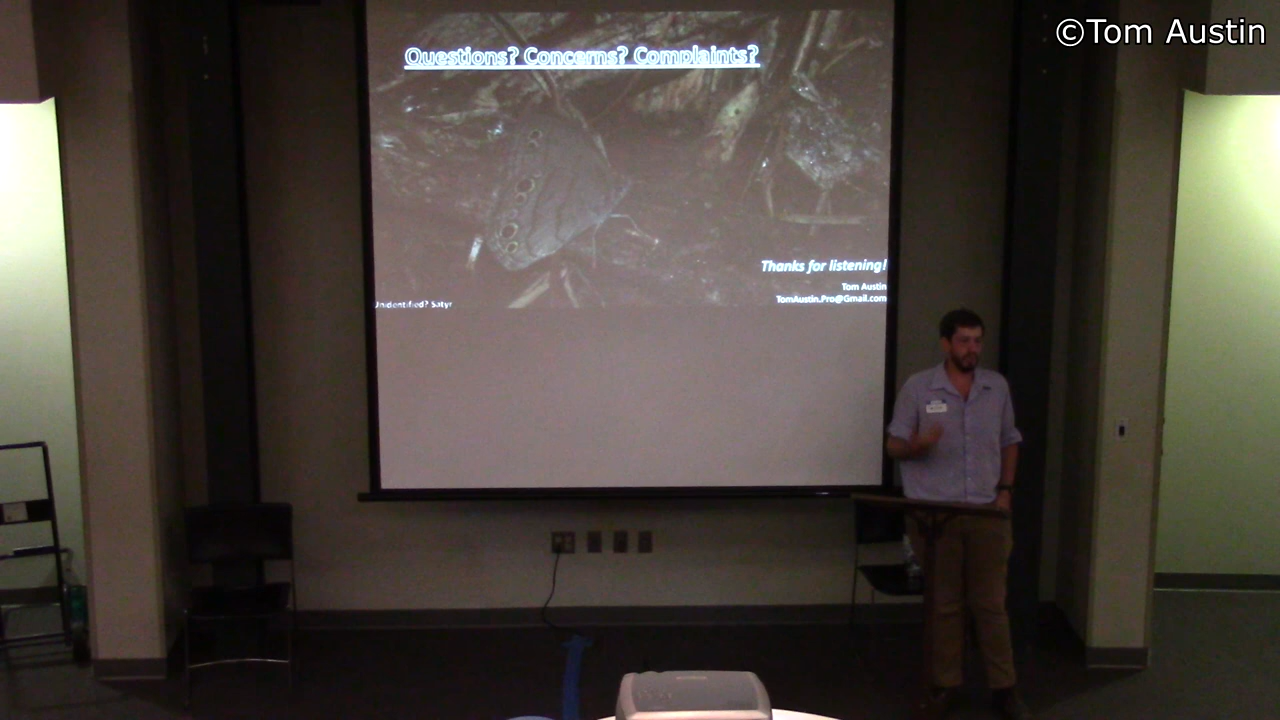 ©Tom Austin
Questions? Concerns? Complaints?
Thanks for listening!
Tom Austin
TomAustin.Pro@Gmail.com
Unidentified? Satyr